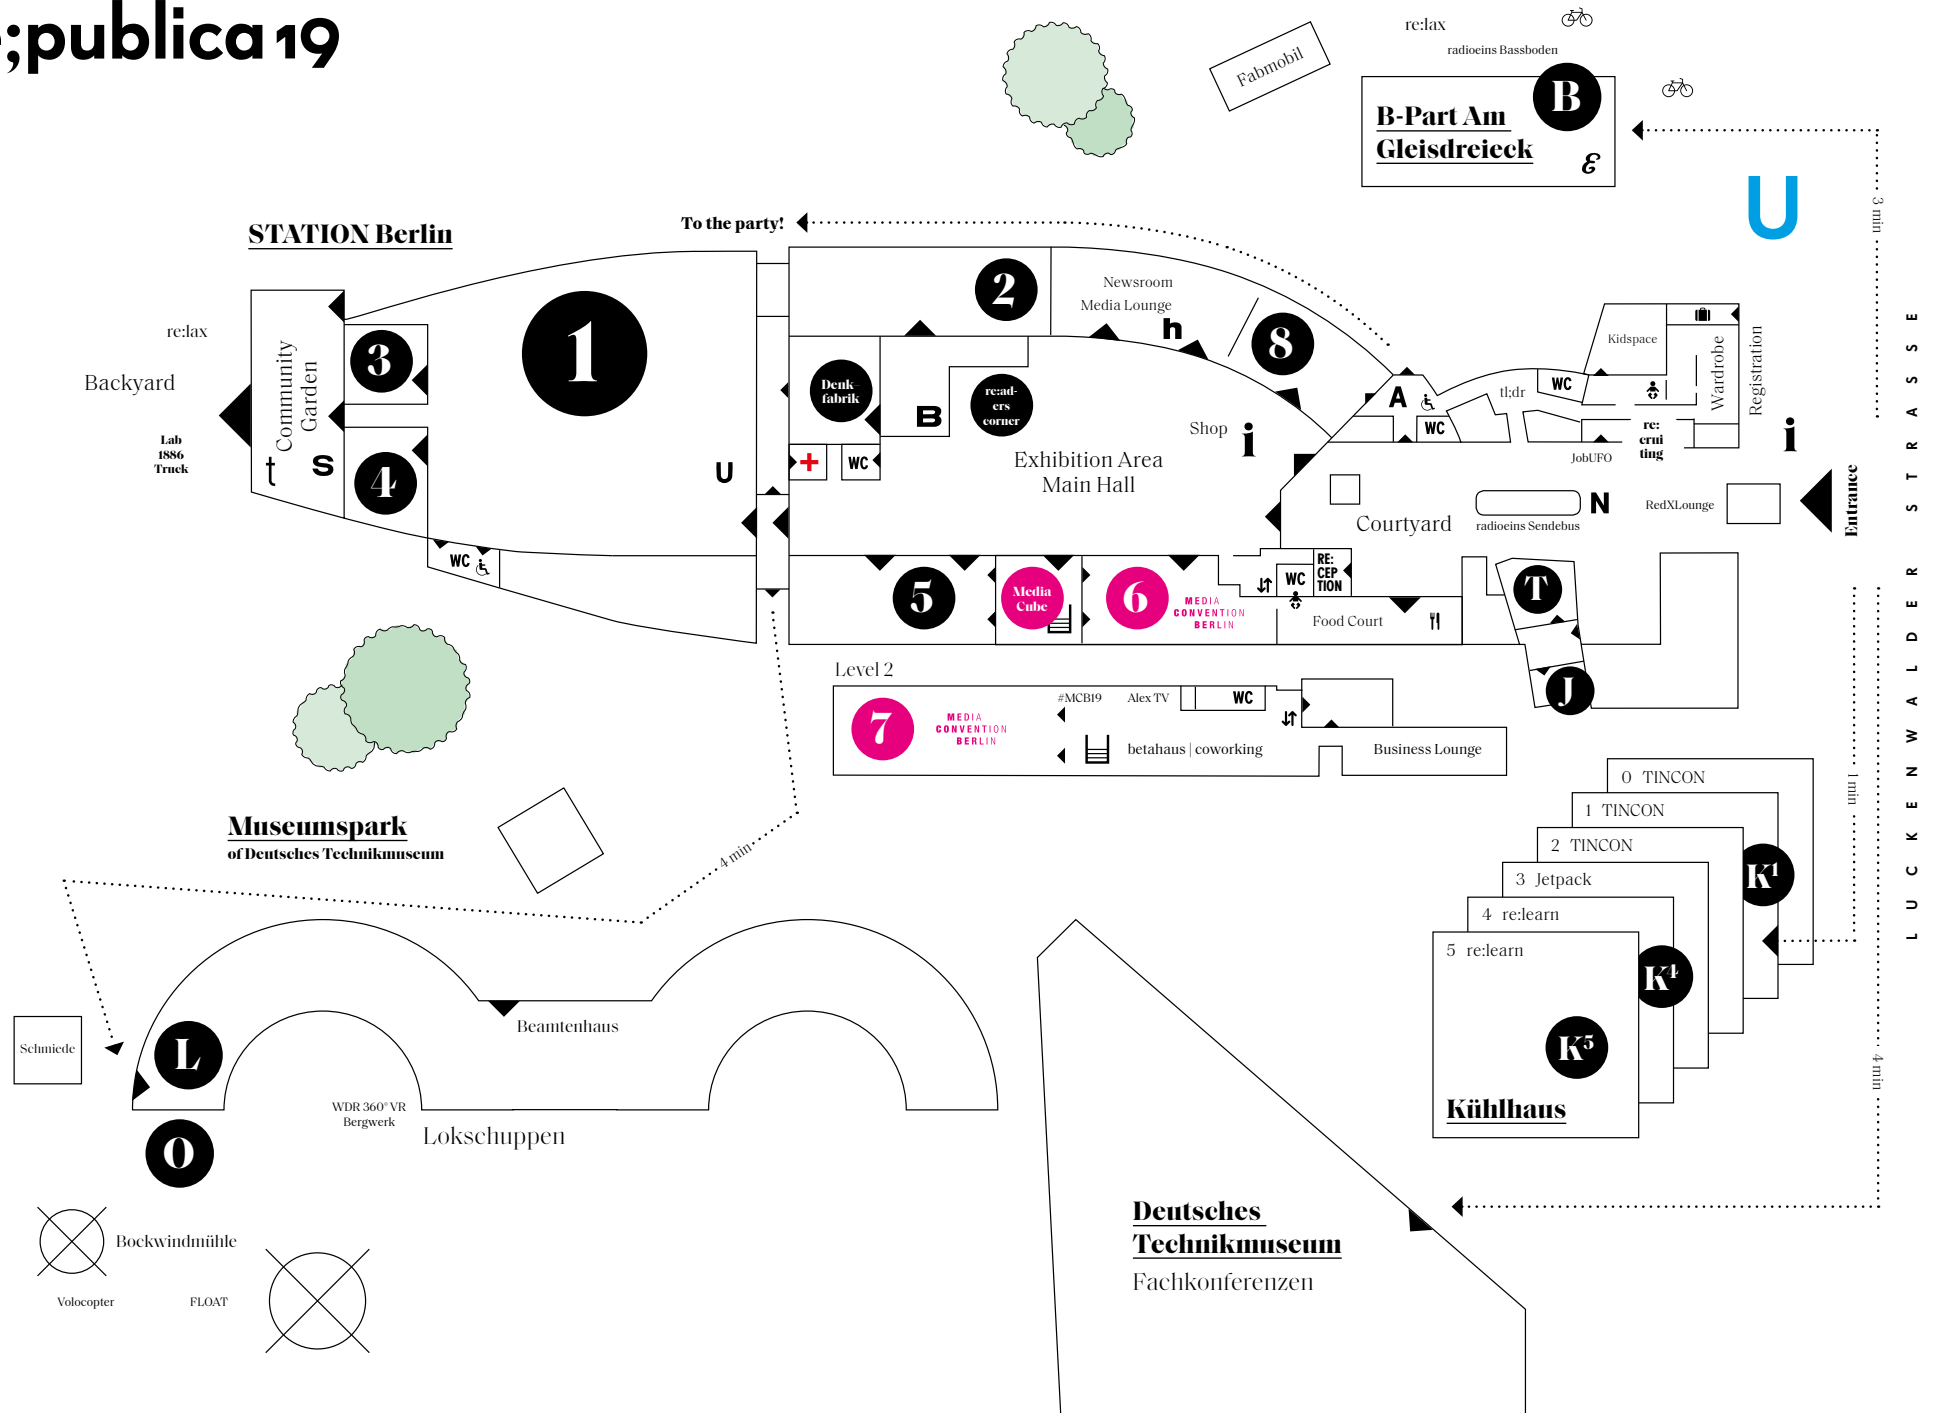 ;publica 19
re:lax
radioeins Bassboden
Fabmobil
B
B-Part Am
Gleisdreieck
ε
U
3 min
STATION Berlin
To the party!
2
Newsroom
Media Lounge
h
8
1
3
4
re:lax
Backyard
Lab
1886
Truck
Community
Garden
t
s
U
Denk-
fabrik
B
re:ad-
ers
corner
WC
Shop
i
Exhibition Area
Main Hall
A
WC
tl;dr
WC
Kidspace
Wardrobe
Registration
re:
crui
ting
JobUFO
i
Courtyard
radioeins Sendebus
N
RedXLounge
Entrance
LUCKENWALDER STRASSE
WC
5
Media
Cube
6
MEDIA
CONVENTION
BERLIN
WC
RE:
CEP
TION
Food Court
T
J
Level 2
7
MEDIA
CONVENTION
BERLIN
#MCB19
Alex TV
WC
betahaus | coworking
Business Lounge
0 TINCON
1 TINCON
2 TINCON
3 Jetpack
4 re:learn
5 re:learn
K1
K4
K5
Kühlhaus
1 min
4 min
Museumspark
of Deutsches Technikmuseum
4 min
Schmiede
L
O
Beamtenhaus
WDR 360° VR
Bergwerk
Lokschuppen
Bockwindmühle
Volocopter
FLOAT
Deutsches
Technikmuseum
Fachkonferenzen